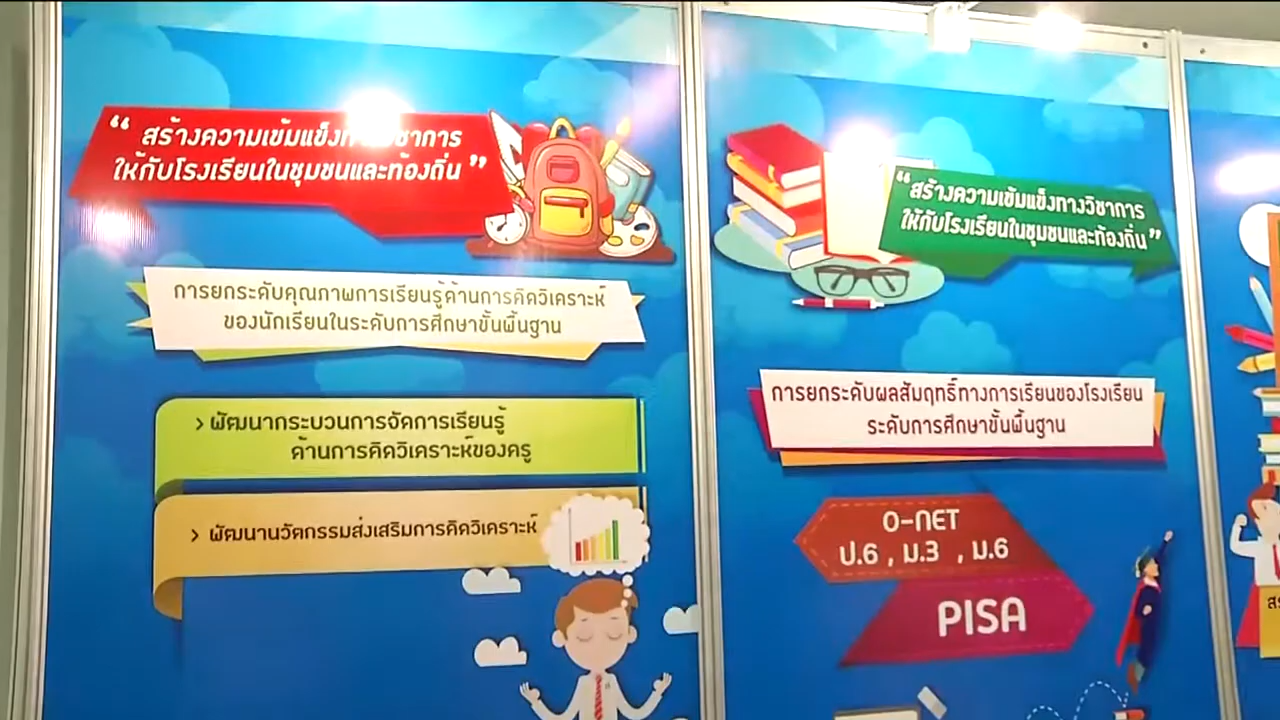 “ สร้างความเข้มแข็งทางวิชาการ
ให้กับโรงเรียนในชุมชนและท้องถิ่น ”
การยกระดับคุณภาพการเรียนรู้ด้านการคิดวิเคราะห์
ของนักเรียนในระดับการศึกษาขั้นพื้นฐาน
> พัฒนากระบวนการจัดการเรียนรู้
ด้านการคิดวิเคราะห์ของครู
> พัฒนานวัตกรรมส่งเสริมการคิดวิเคราะห์
“ สร้างความเข้มแข็งทางวิชาการ
ให้กับโรงเรียนในชุมชนและท้องถิ่น ”
การยกระดับผลสัมฤทธิ์ทางการเรียนของโรงเรียน
ระดับการศึกษาขั้นพื้นฐาน
O-NET
ป.6 , ม.3 , ม.6
PISA